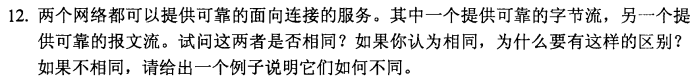 12. 两个网络都可以提供可靠的面向连接的服务。其中一个提供可靠的字节流，另一个提
供可靠的报文流。试问这两者是否相同？如果你认为相同，为什么要有这样的区别？
如果不相同，请给出一个例子说明它们如何不同。